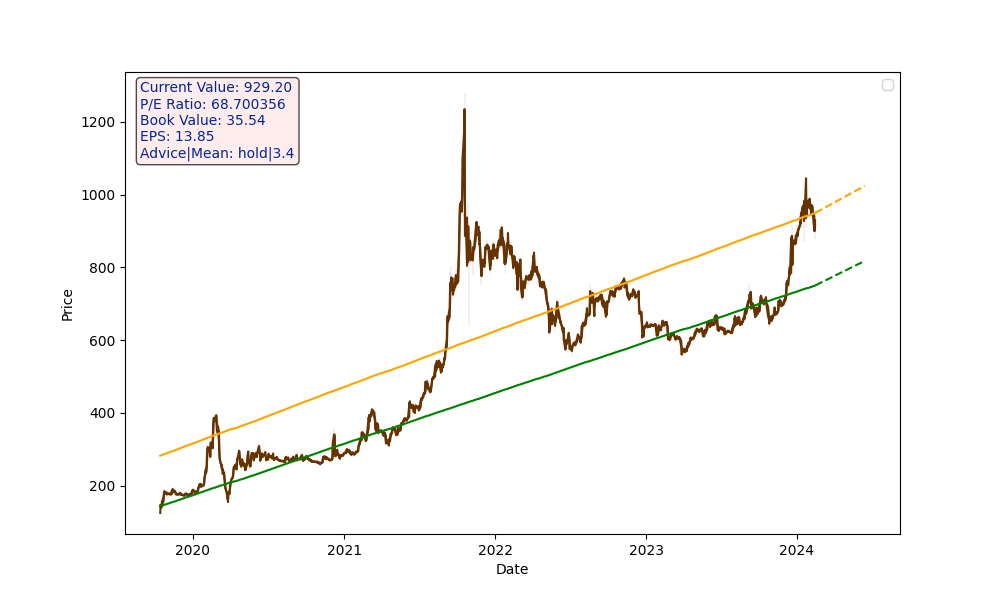 Current Value: 929.20
P/E Ratio: 68.700356
Book Value: 35.54
EPS: 13.85
Advice|Mean: hold|3.4
1200
1000
800
600
400
200
Price
2020 2021 2022 2023 2024
Date